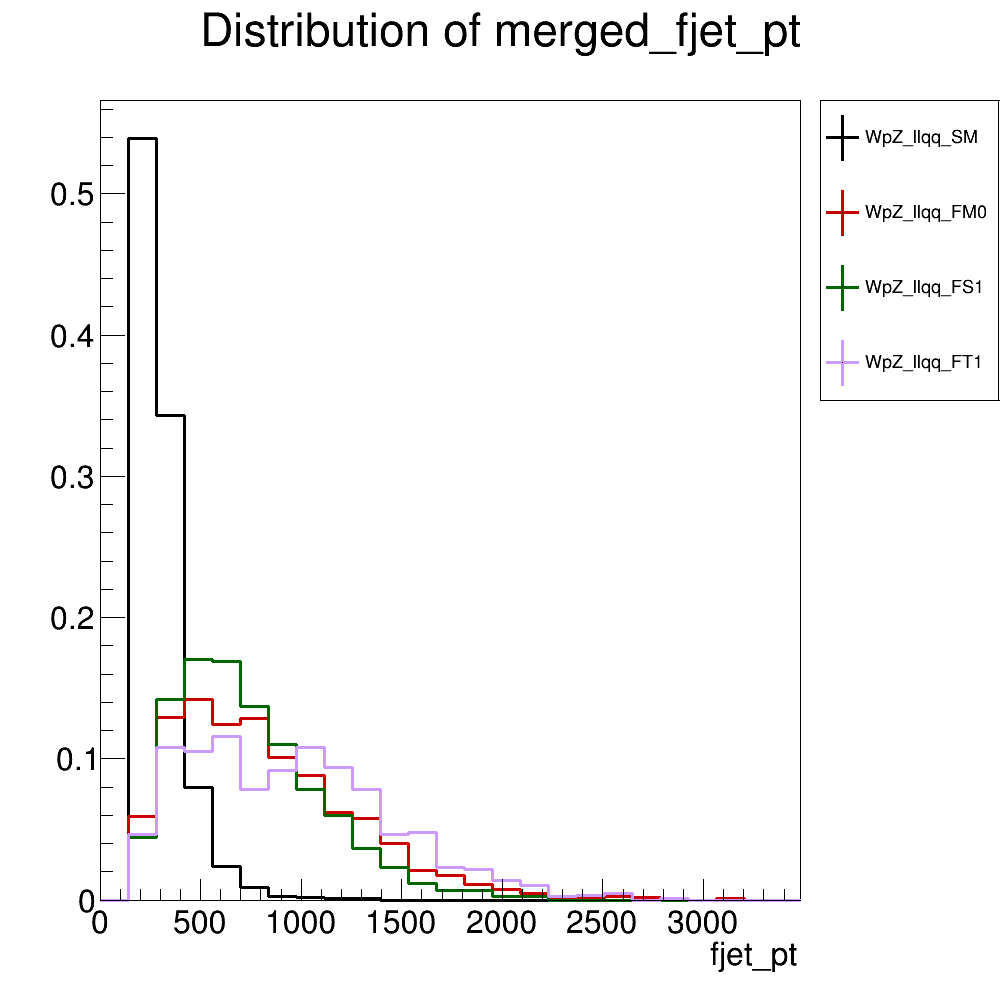 Distribution of merged_fjet_pt
WpZ_llqq_SM
WpZ_llqq_FM0
WpZ_llqq_FS1
WpZ_llqq_FT1
0.5
0.4
0.3
0.2
0.1
0
0 500 1000 1500 2000 2500 3000
fjet_pt